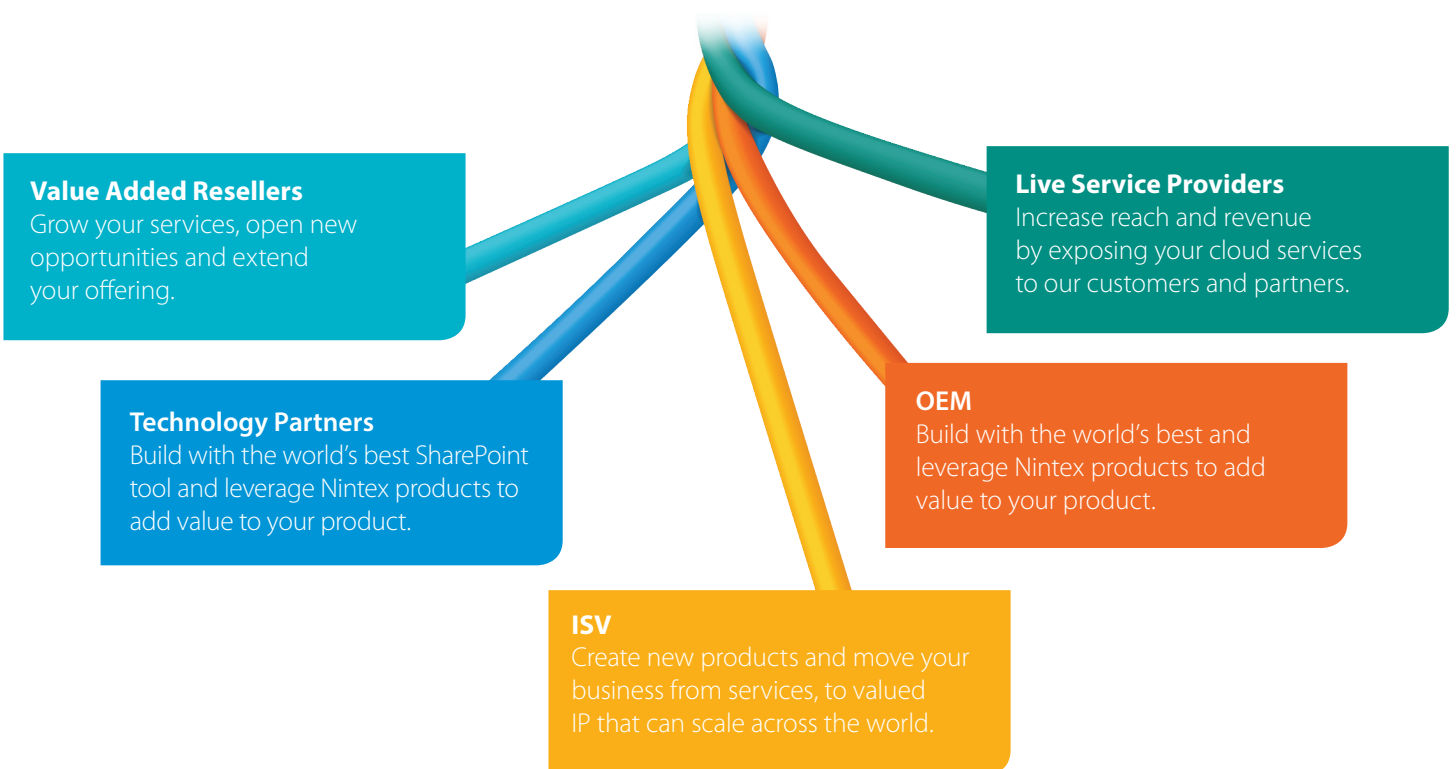 Value Added Resellers
Grow your services, open new
opportunities and extend
your offering.
Live Service Providers
Increase reach and revenue
by exposing your cloud services
to our customers and partners.
Technology Partners
Build with the world’s best SharePoint
tool and leverage Nintex products to
add value to your product.
OEM
Build with the world’s best and
leverage Nintex products to add
value to your product.
ISV
Create new products and move your
business from services, to valued
IP that can scale across the world.